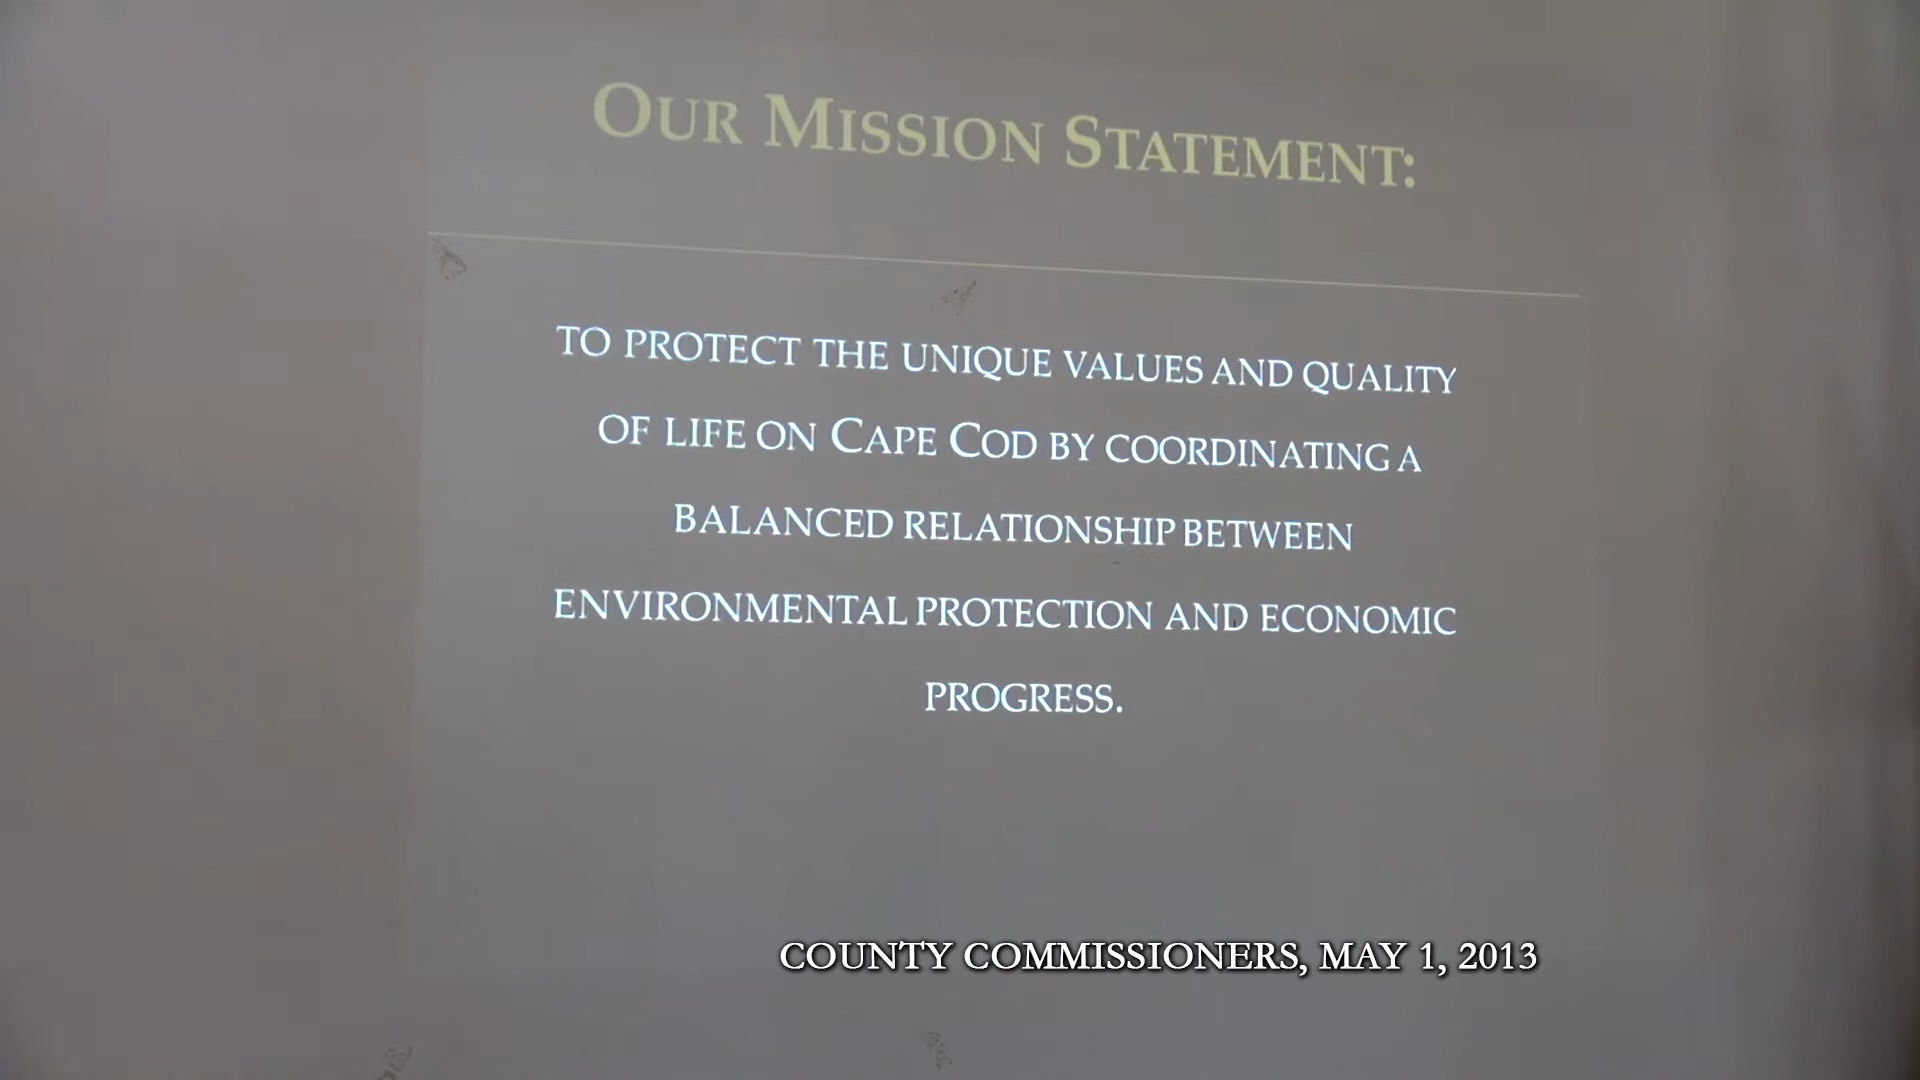 OUR MISSION STATEMENT:
TO PROTECT THE UNIQUE VALUES AND QUALITY
OF LIFE ON CAPE COD BY COORDINATING A
BALANCED RELATIONSHIP BETWEEN
ENVIRONMENTAL PROTECTION AND ECONOMIC
PROGRESS.
COUNTY COMMISSIONERS, MAY 1, 2013